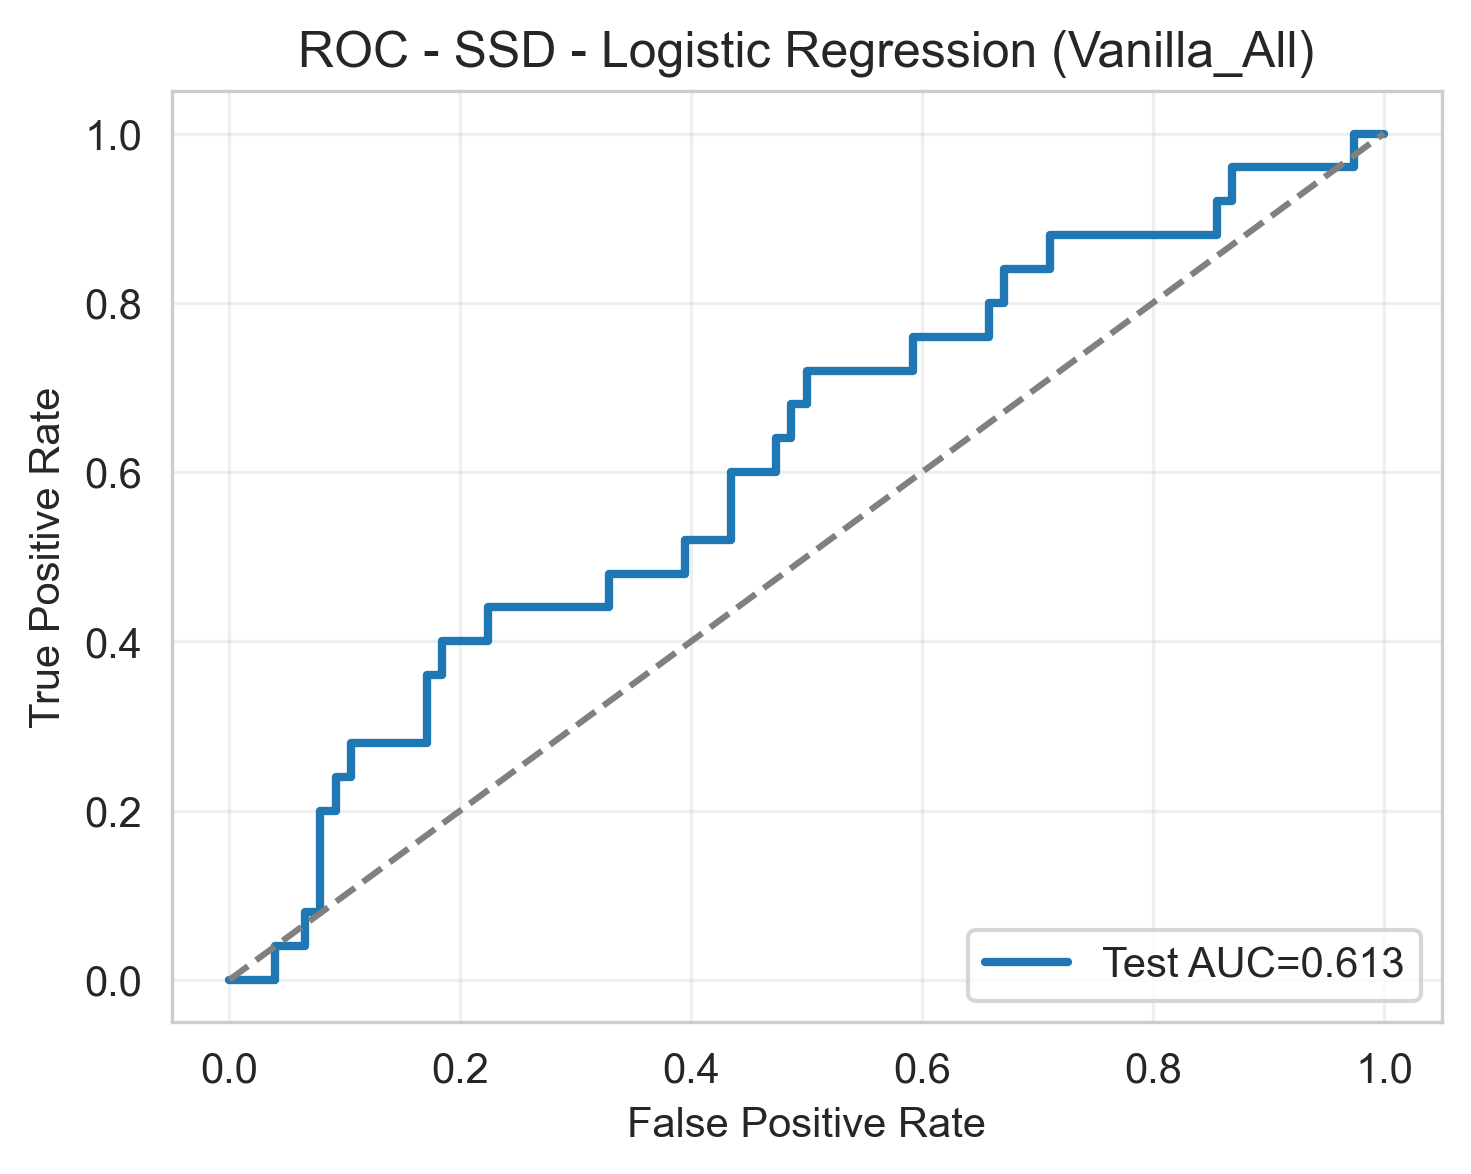 ROC - SSD - Logistic Regression (Vanilla_All)
1.0
0.8
0.6
0.4
0.2
0.0
True Positive Rate
Test AUC=0.613
0.0 0.2 0.4 0.6 0.8 1.0
False Positive Rate